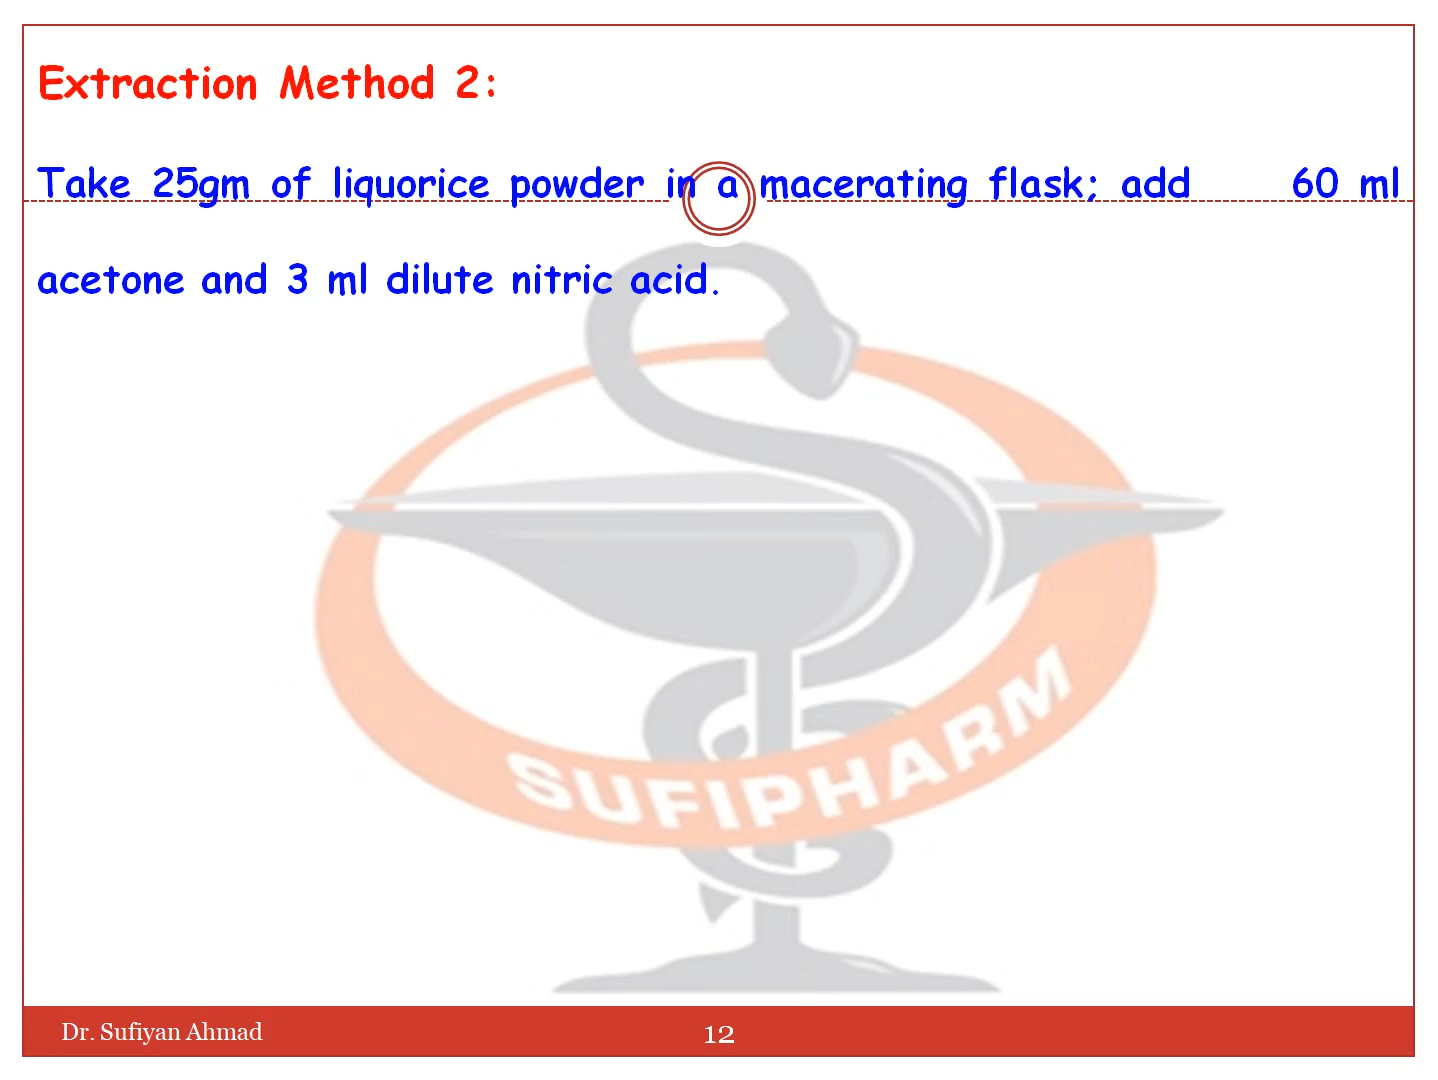 Extraction Method 2:
Take 25gm of liquorice powder in a macerating flask; add 60 ml
acetone and 3 ml dilute nitric acid.
SUFIPHARM
Dr. Sufiyan Ahmad
12